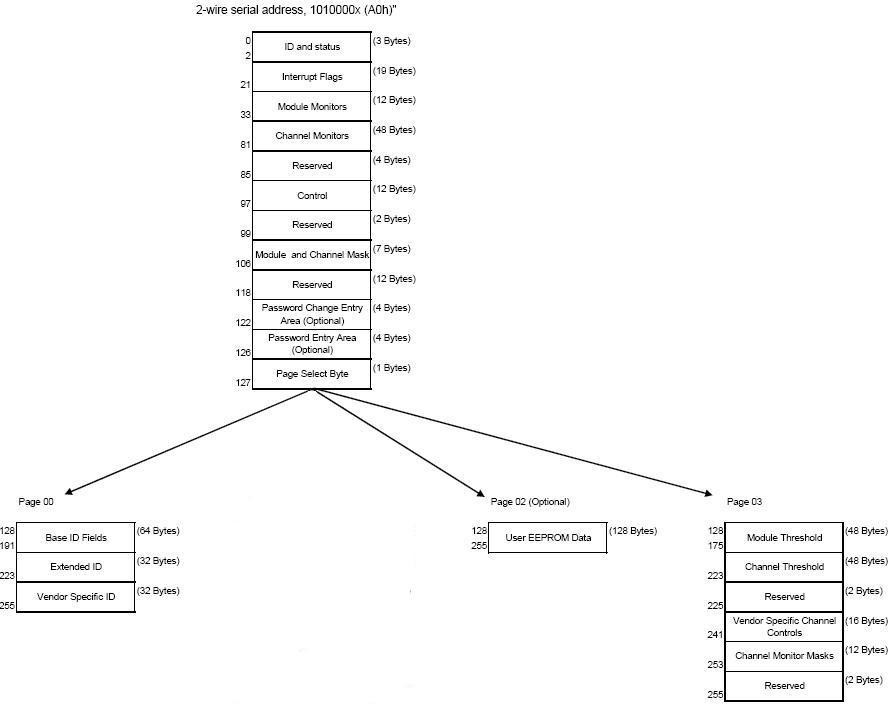 2-wire serial address, 1010000x (A0h)"
0
2
ID and status
(3 Bytes)
21
Interrupt Flags
(19 Bytes)
33
Module Monitors
(12 Bytes)
81
Channel Monitors
(48 Bytes)
85
Reserved
(4 Bytes)
97
Control
(12 Bytes)
99
Reserved
(2 Bytes)
106
Module and Channel Mask
(7 Bytes)
118
Reserved
(12 Bytes)
122
Password Change Entry
Area (Optional)
(4 Bytes)
126
Password Entry Area
(Optional)
(4 Bytes)
127
Page Select Byte
(1 Bytes)
Page 00
128
191
Base ID Fields
(64 Bytes)
223
Extended ID
(32 Bytes)
255
Vendor Specific ID
(32 Bytes)
Page 02 (Optional)
128
255
User EEPROM Data
(128 Bytes)
Page 03
128
175
Module Threshold
(48 Bytes)
223
Channel Threshold
(48 Bytes)
225
Reserved
(2 Bytes)
241
Vendor Specific Channel
Controls
(16 Bytes)
253
Channel Monitor Masks
(12 Bytes)
255
Reserved
(2 Bytes)